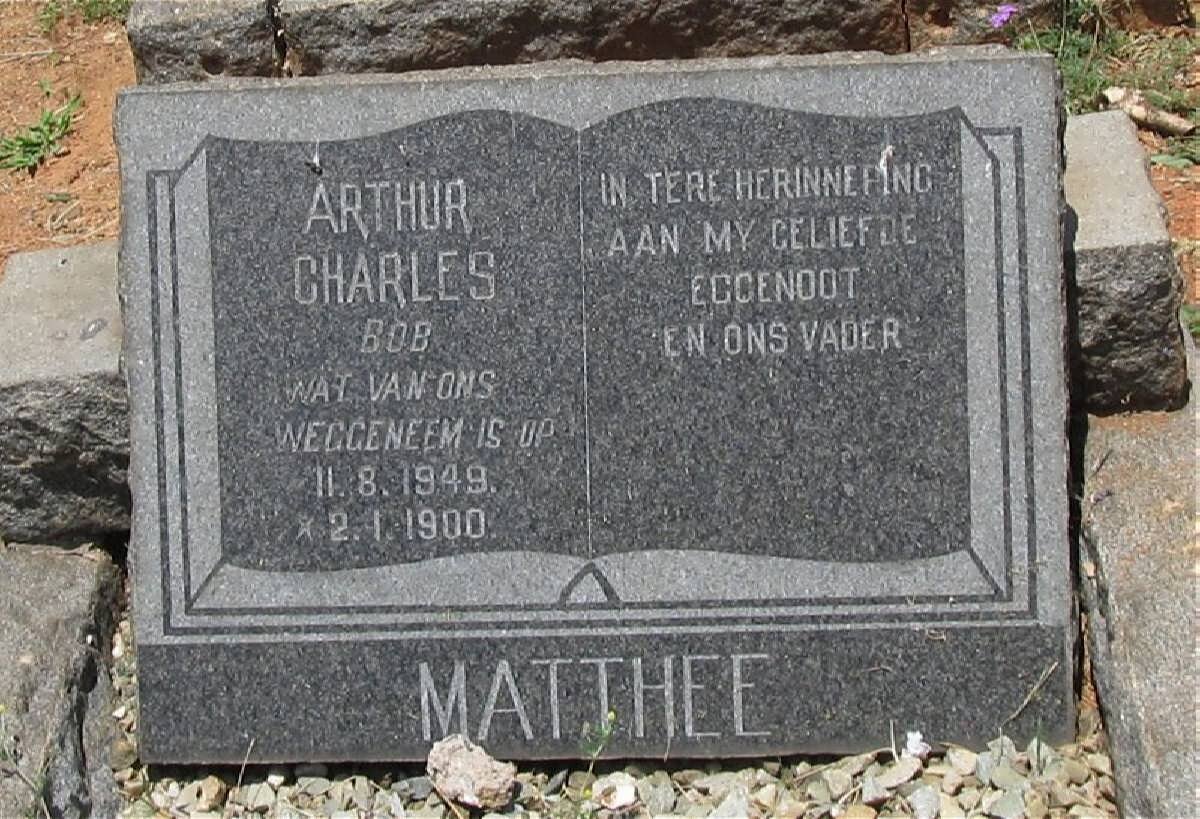 ARTHUR
CHARLES
BOB
WAT VAN ONS
WEGGENEEM IS OP
11.8.1949.
* 2.1.1900.
IN TERE HERINNERING
AAN MY GELIEFDE
EGGENOOT
EN ONS VADER
MATTHEE